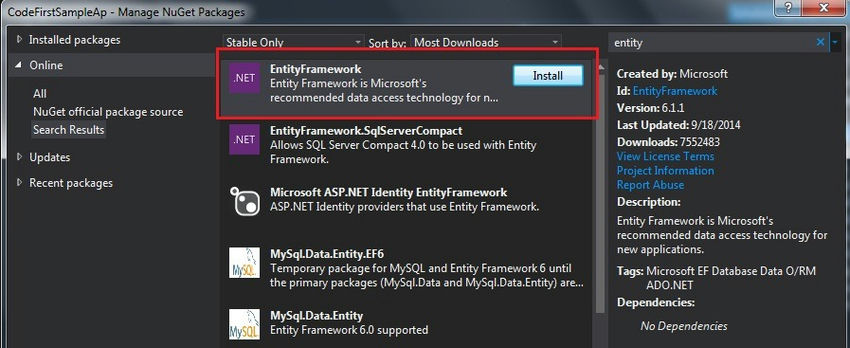 CodeFirstSampleAp - Manage NuGet Packages
Installed packages
Online
All
NuGet official package source
Search Results
Updates
Recent packages
Stable Only
Sort by: Most Downloads
.NET
EntityFramework
Entity Framework is Microsoft's
recommended data access technology for n...
Install
.NET
EntityFramework.SqlServerCompact
Allows SQL Server Compact 4.0 to be used with Entity
Framework.
Microsoft ASP.NET Identity EntityFramework
ASP.NET Identity providers that use Entity Framework.
MySQL
MySql.Data.Entity.EF6
Temporary package for MySQL and Entity Framework 6 until
the primary packages (MySql.Data and MySql.Data.Entity) are...
MySQL
MySql.Data.Entity
Entity Framework 6.0 supported
entity
Created by: Microsoft
Id: EntityFramework
Version: 6.1.1
Last Updated: 9/18/2014
Downloads: 7552483
View License Terms
Project Information
Report Abuse
Description:
Entity Framework is Microsoft's
recommended data access technology for
new applications.
Tags: Microsoft EF Database Data O/RM
ADO.NET
Dependencies:
No Dependencies